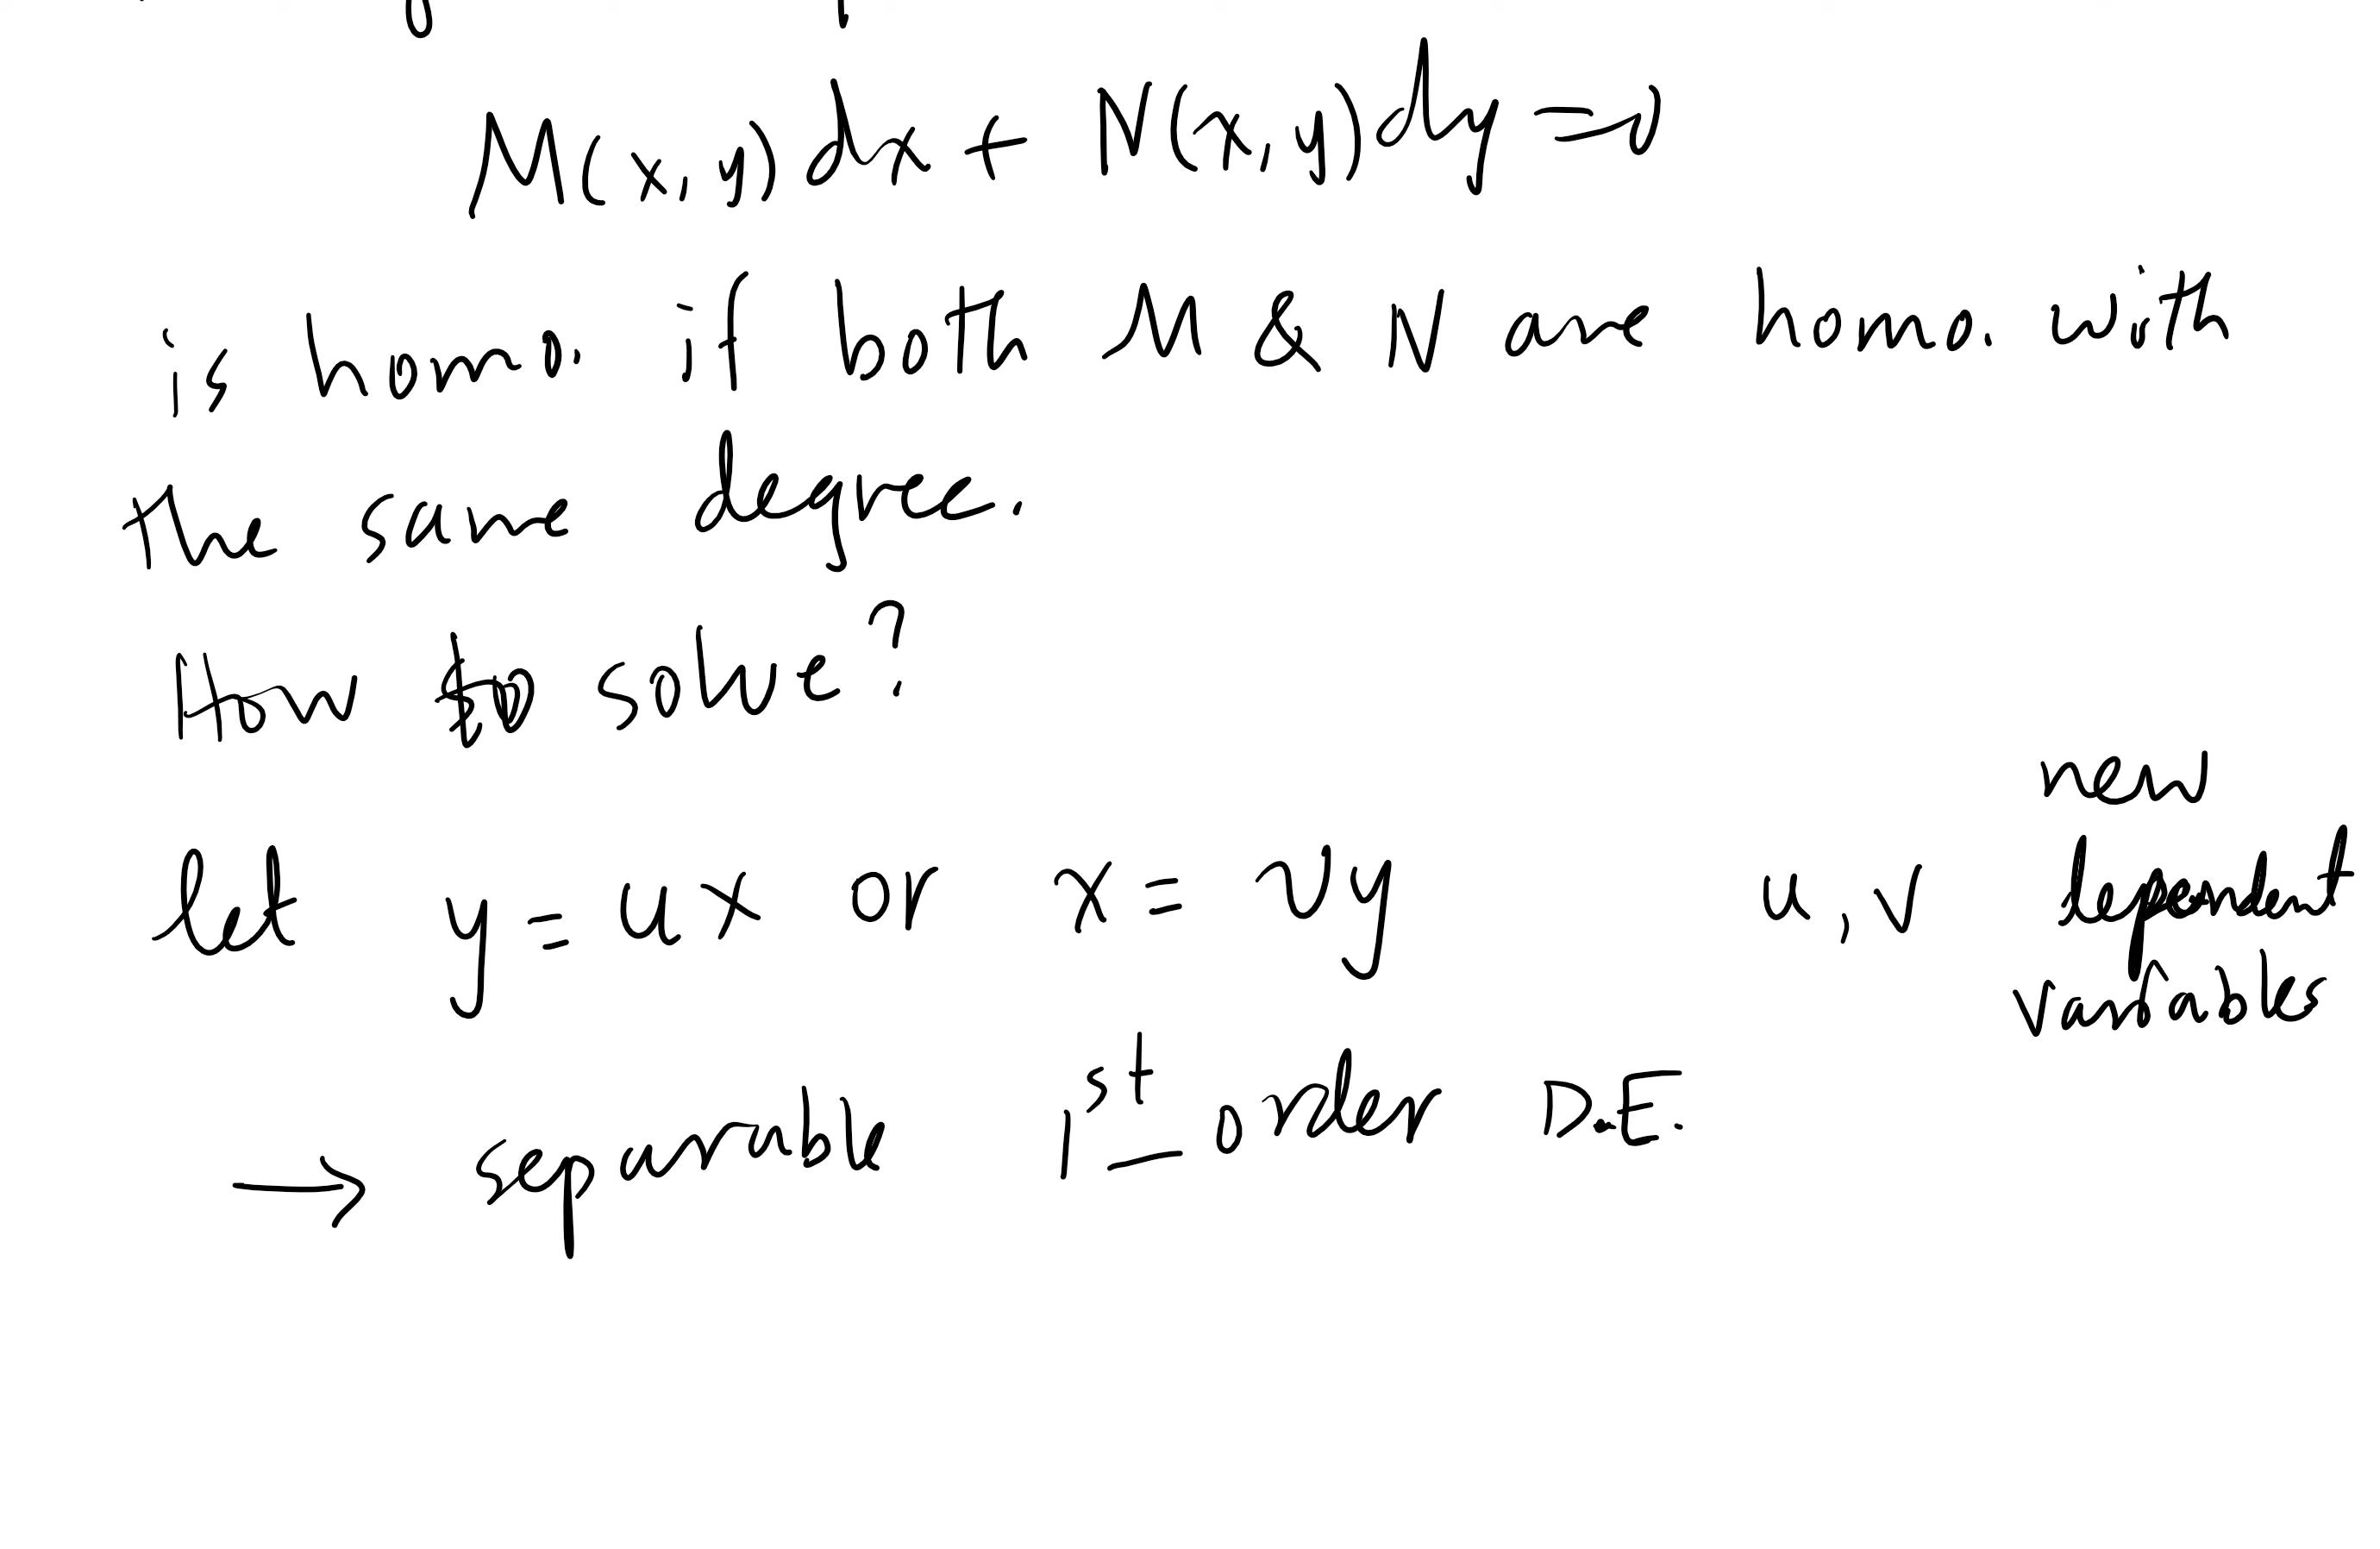 M(x,y)dx + N(x,y)dy = 0
is homo. if both M & N are homo. with
the same degree.
How to solve?
let y = ux or x = vy u, v new dependent variables
→ separable 1st order D.E.